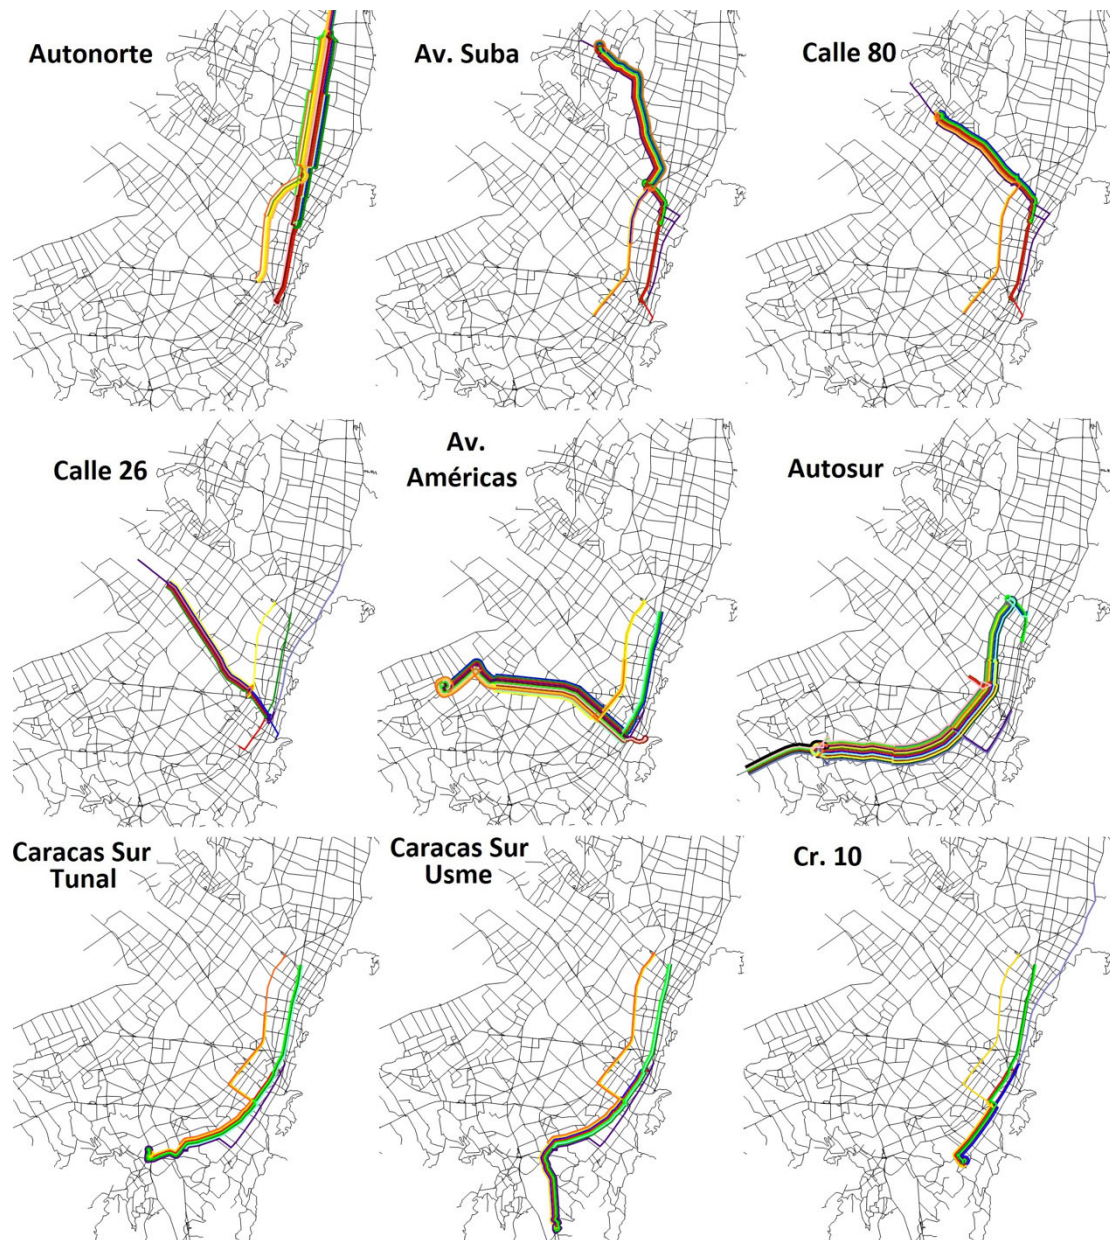 Autonorte
Av. Suba
Calle 80
Calle 26
Av.
Américas
Autosur
Caracas Sur
Tunal
Caracas Sur
Usme
Cr. 10